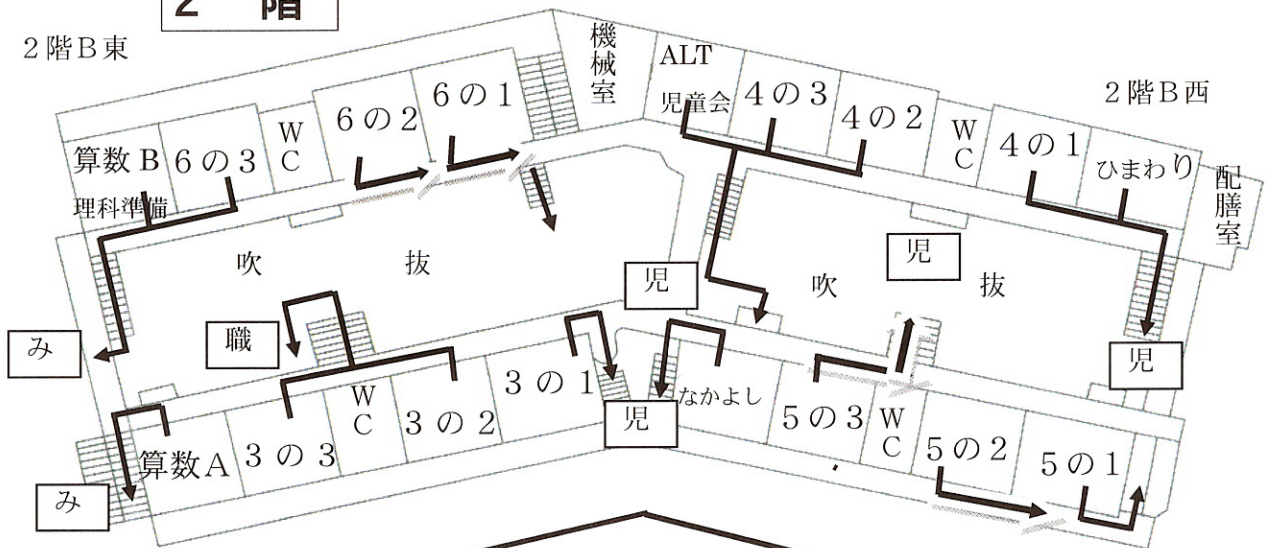 2 階
2階B東
機械室
ALT
児童会
4の3
4の2
WC
4の1
ひまわり
2階B西
配膳室
6の1
6の2
WC
6の3
算数B
理科準備
吹 抜
吹 抜
児
児
児
児
み
職
3の1
なかよし
5の3
WC
5の2
5の1
3の2
WC
3の3
算数A
み